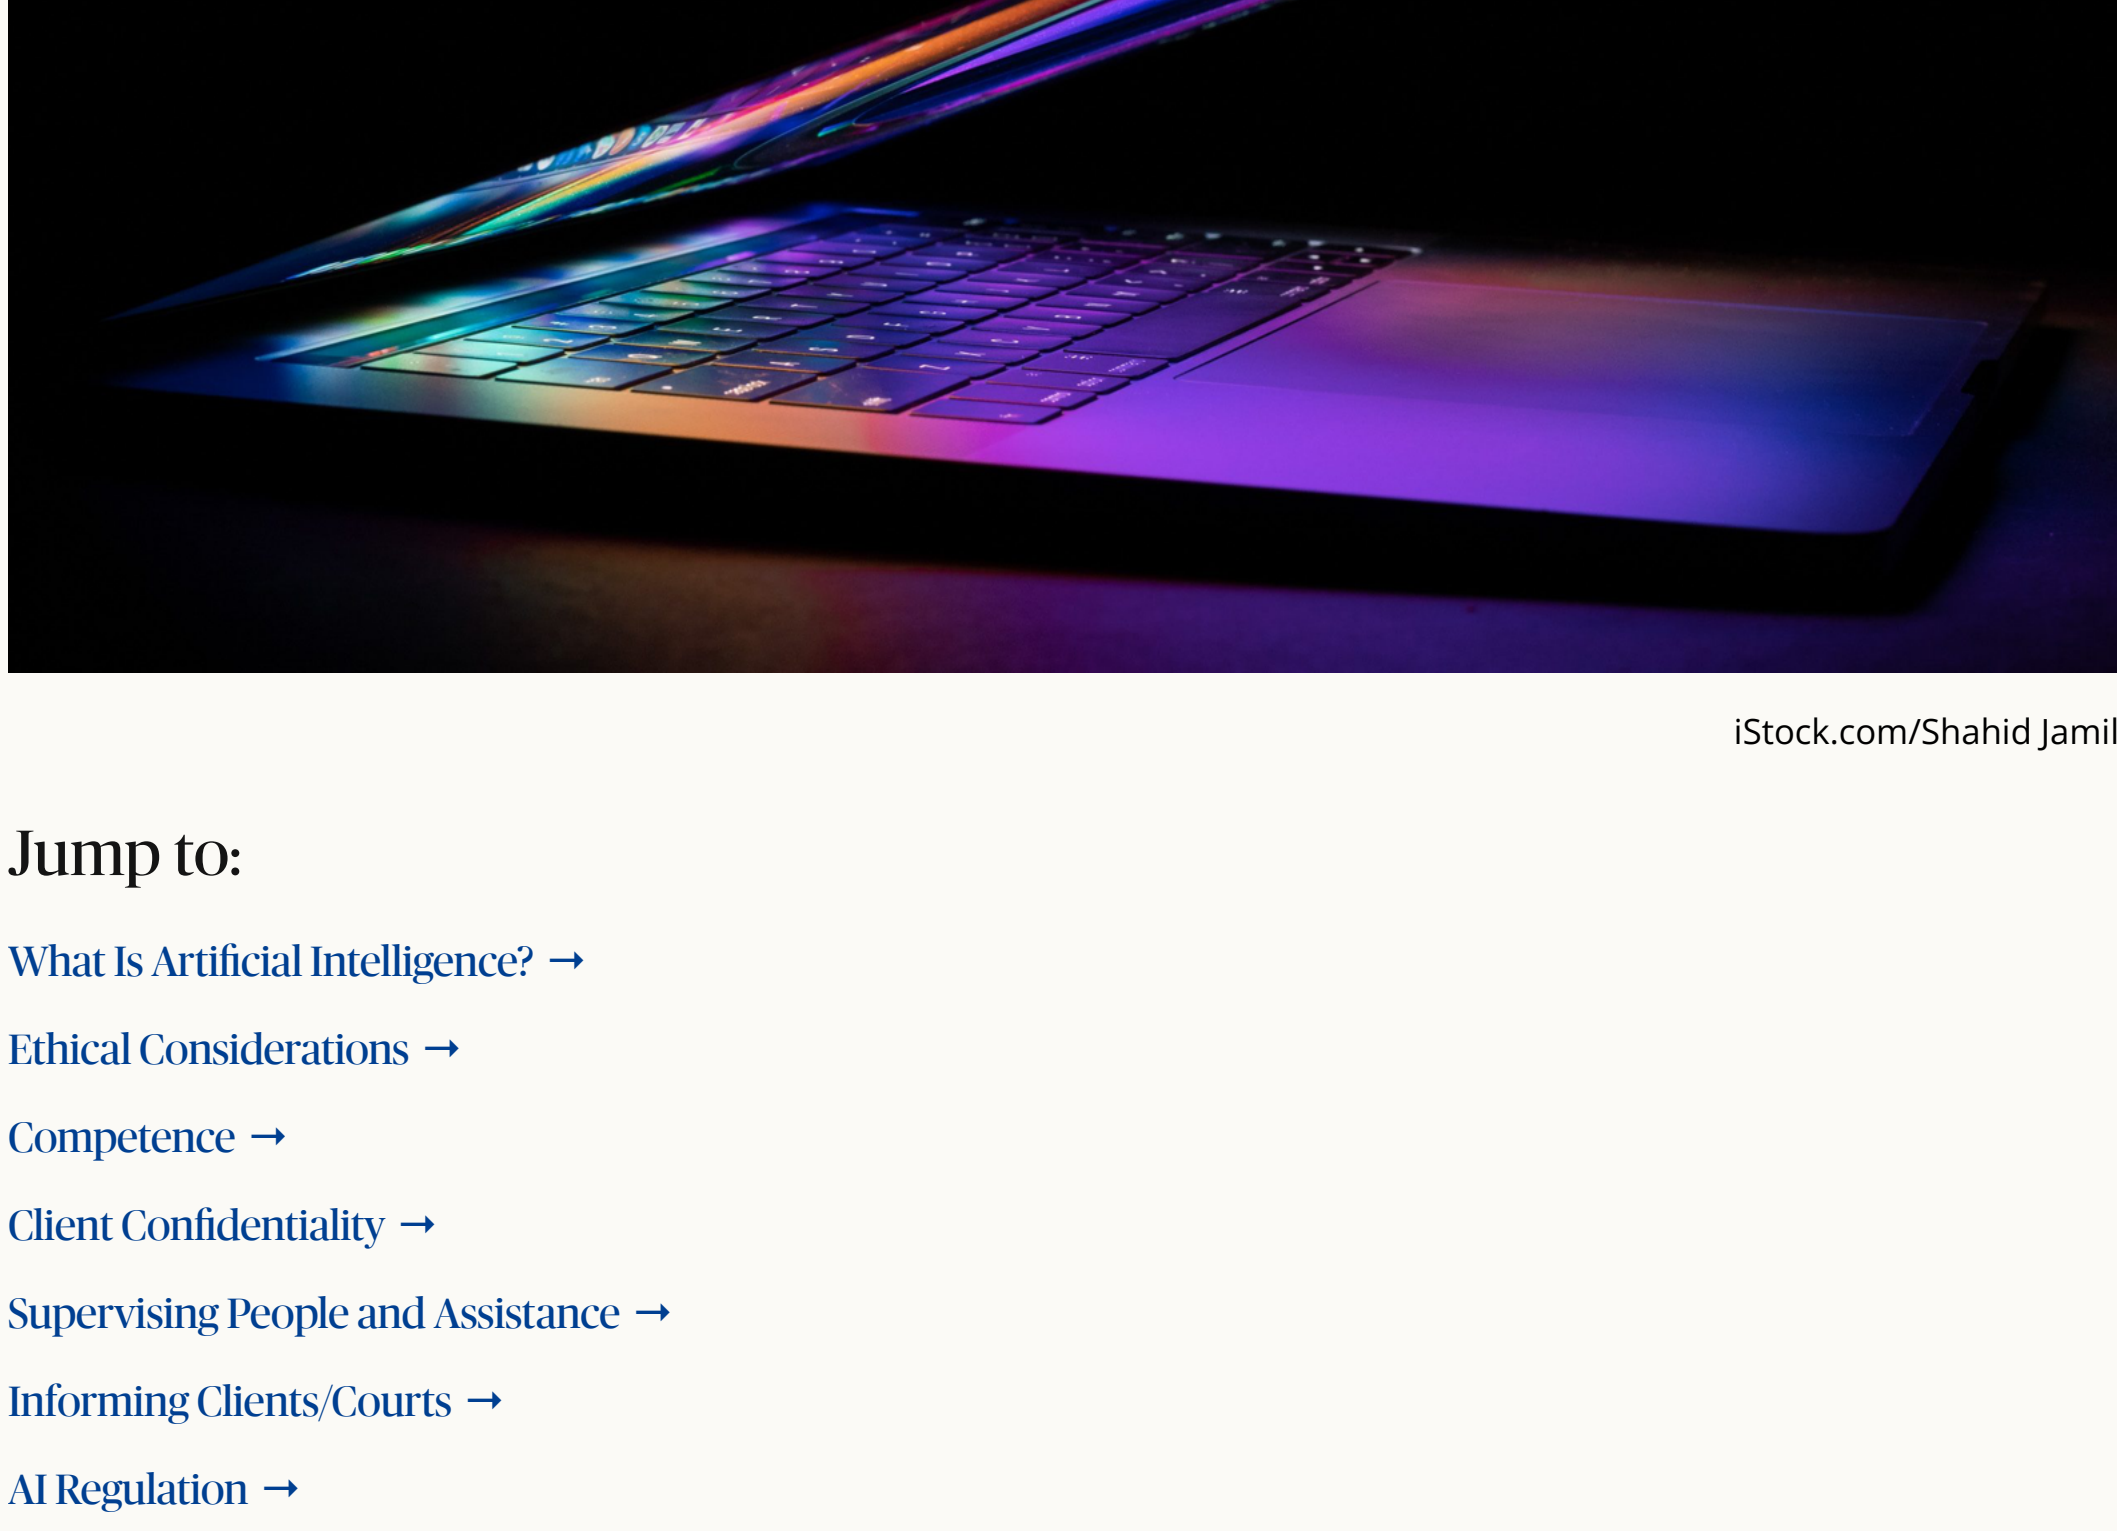 iStock.com/Shahid Jamil
Jump to:
What Is Artificial Intelligence? →
Ethical Considerations →
Competence →
Client Confidentiality →
Supervising People and Assistance →
Informing Clients/Courts →
AI Regulation →